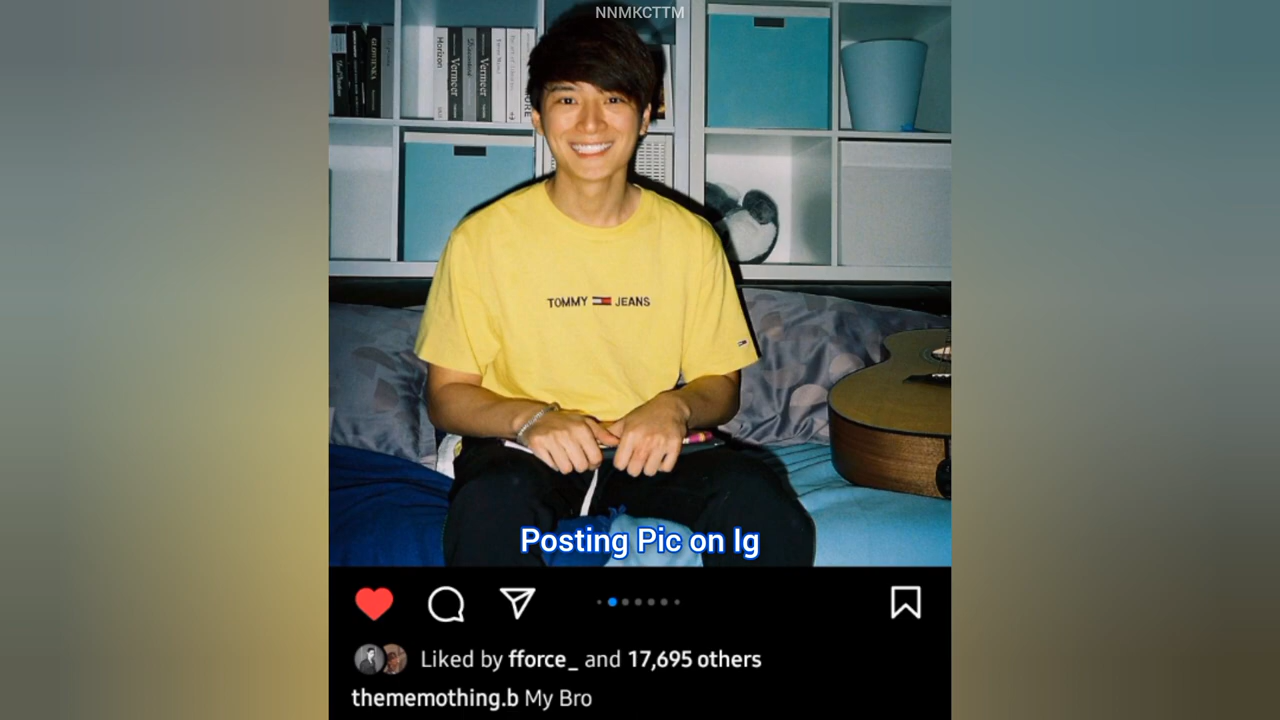 NNMKCTTM
Horizon
Vermeer
Vermeer
TOMMY JEANS
Posting Pic on Ig
Liked by fforce_ and 17,695 others
thememothing.b My Bro